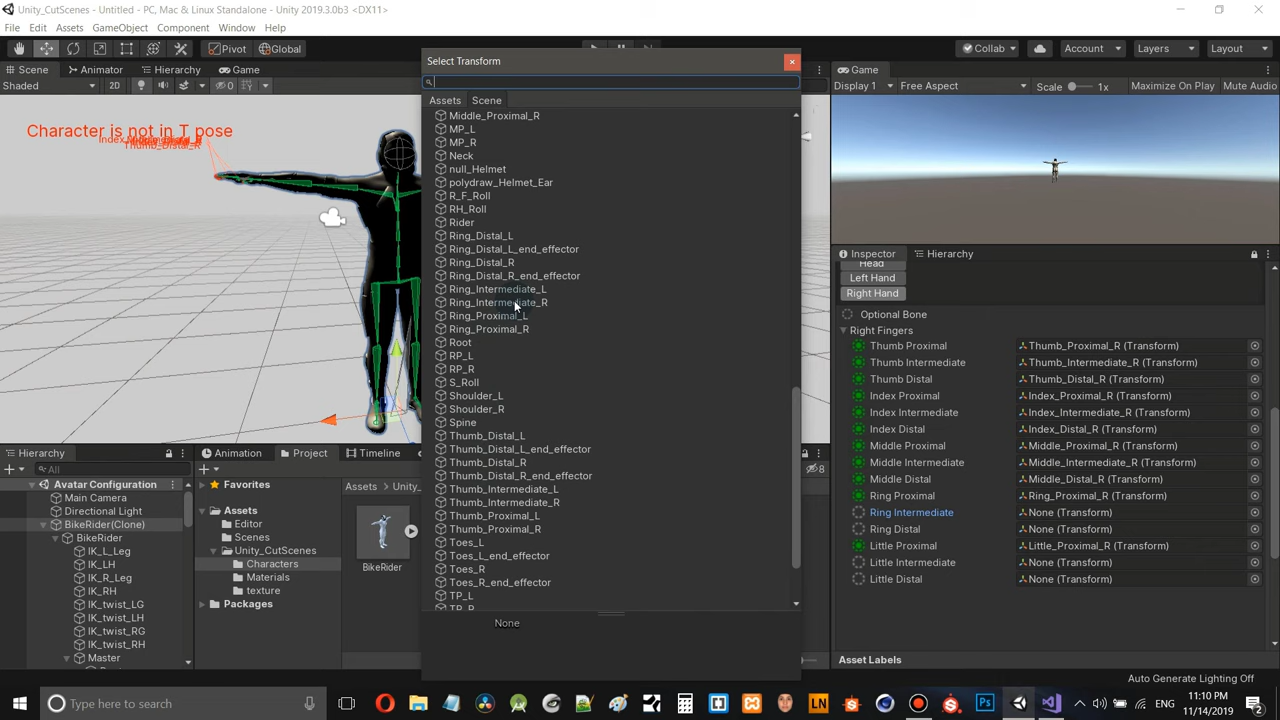 Unity_CutScenes - Untitled - PC, Mac & Linux Standalone - Unity 2019.3.0b3 <DX11>
File Edit Assets GameObject Component Window Help
Pivot Global Collab Account Layers Layout
Scene Animator Hierarchy Game
Shaded 2D 0
Character is not in T pose
Thumb_Distal_R
Select Transform
Assets Scene
Middle_Proximal_R
MP_L
MP_R
Neck
null_Helmet
polydraw_Helmet_Ear
R_F_Roll
RH_Roll
Rider
Ring_Distal_L
Ring_Distal_L_end_effector
Ring_Distal_R
Ring_Distal_R_end_effector
Ring_Intermediate_L
Ring_Intermediate_R
Ring_Proximal_L
Ring_Proximal_R
Root
RP_L
RP_R
S_Roll
Shoulder_L
Shoulder_R
Spine
Thumb_Distal_L
Thumb_Distal_L_end_effector
Thumb_Distal_R
Thumb_Distal_R_end_effector
Thumb_Intermediate_L
Thumb_Intermediate_R
Thumb_Proximal_L
Thumb_Proximal_R
Toes_L
Toes_L_end_effector
Toes_R
Toes_R_end_effector
TP_L
TP_R
None
Game
Display 1 Free Aspect Scale 1x Maximize On Play Mute Audio
Inspector Hierarchy
Head
Left Hand
Right Hand
Optional Bone
Right Fingers
Thumb Proximal Thumb_Proximal_R (Transform)
Thumb Intermediate Thumb_Intermediate_R (Transform)
Thumb Distal Thumb_Distal_R (Transform)
Index Proximal Index_Proximal_R (Transform)
Index Intermediate Index_Intermediate_R (Transform)
Index Distal Index_Distal_R (Transform)
Middle Proximal Middle_Proximal_R (Transform)
Middle Intermediate Middle_Intermediate_R (Transform)
Middle Distal Middle_Distal_R (Transform)
Ring Proximal Ring_Proximal_R (Transform)
Ring Intermediate None (Transform)
Ring Distal None (Transform)
Little Proximal Little_Proximal_R (Transform)
Little Intermediate None (Transform)
Little Distal None (Transform)
Asset Labels
Auto Generate Lighting Off
Hierarchy
All
Avatar Configuration
Main Camera
Directional Light
BikeRider(Clone)
BikeRider
IK_L_Leg
IK_LH
IK_R_Leg
IK_RH
IK_twist_LG
IK_twist_LH
IK_twist_RG
IK_twist_RH
Master
Animation Project Timeline
8
Favorites
Assets
Editor
Scenes
Unity_CutScenes
Characters
Materials
texture
Packages
Assets Unity_
BikeRider
Type here to search
LN
Ps
ENG
11:10 PM
11/14/2019
2